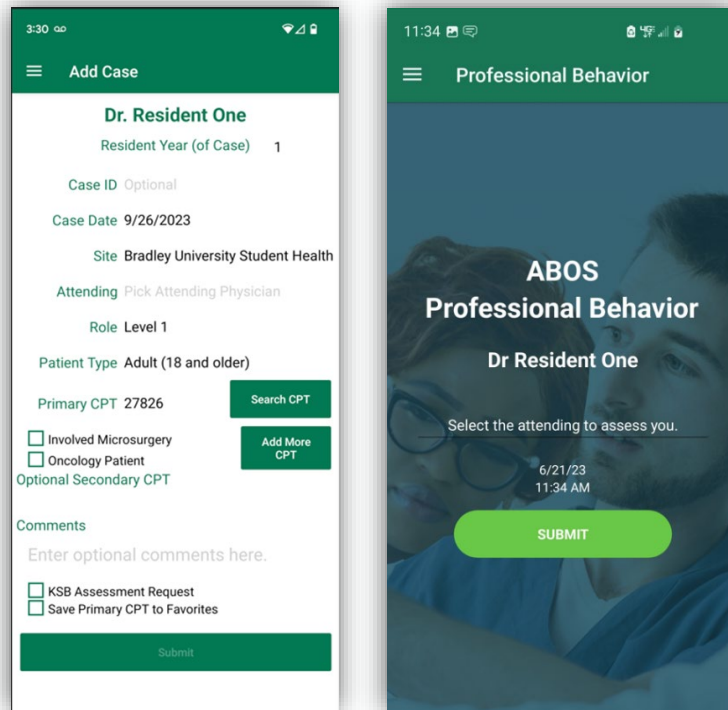 3:30
Add Case
Dr. Resident One
Resident Year (of Case) 1
Case ID Optional
Case Date 9/26/2023
Site Bradley University Student Health
Attending Pick Attending Physician
Role Level 1
Patient Type Adult (18 and older)
Primary CPT 27826 Search CPT
Involved Microsurgery
Oncology Patient
Add More
CPT
Optional Secondary CPT
Comments
Enter optional comments here.
KSB Assessment Request
Save Primary CPT to Favorites
Submit
11:34
Professional Behavior
ABOS
Professional Behavior
Dr Resident One
Select the attending to assess you.
6/21/23
11:34 AM
SUBMIT